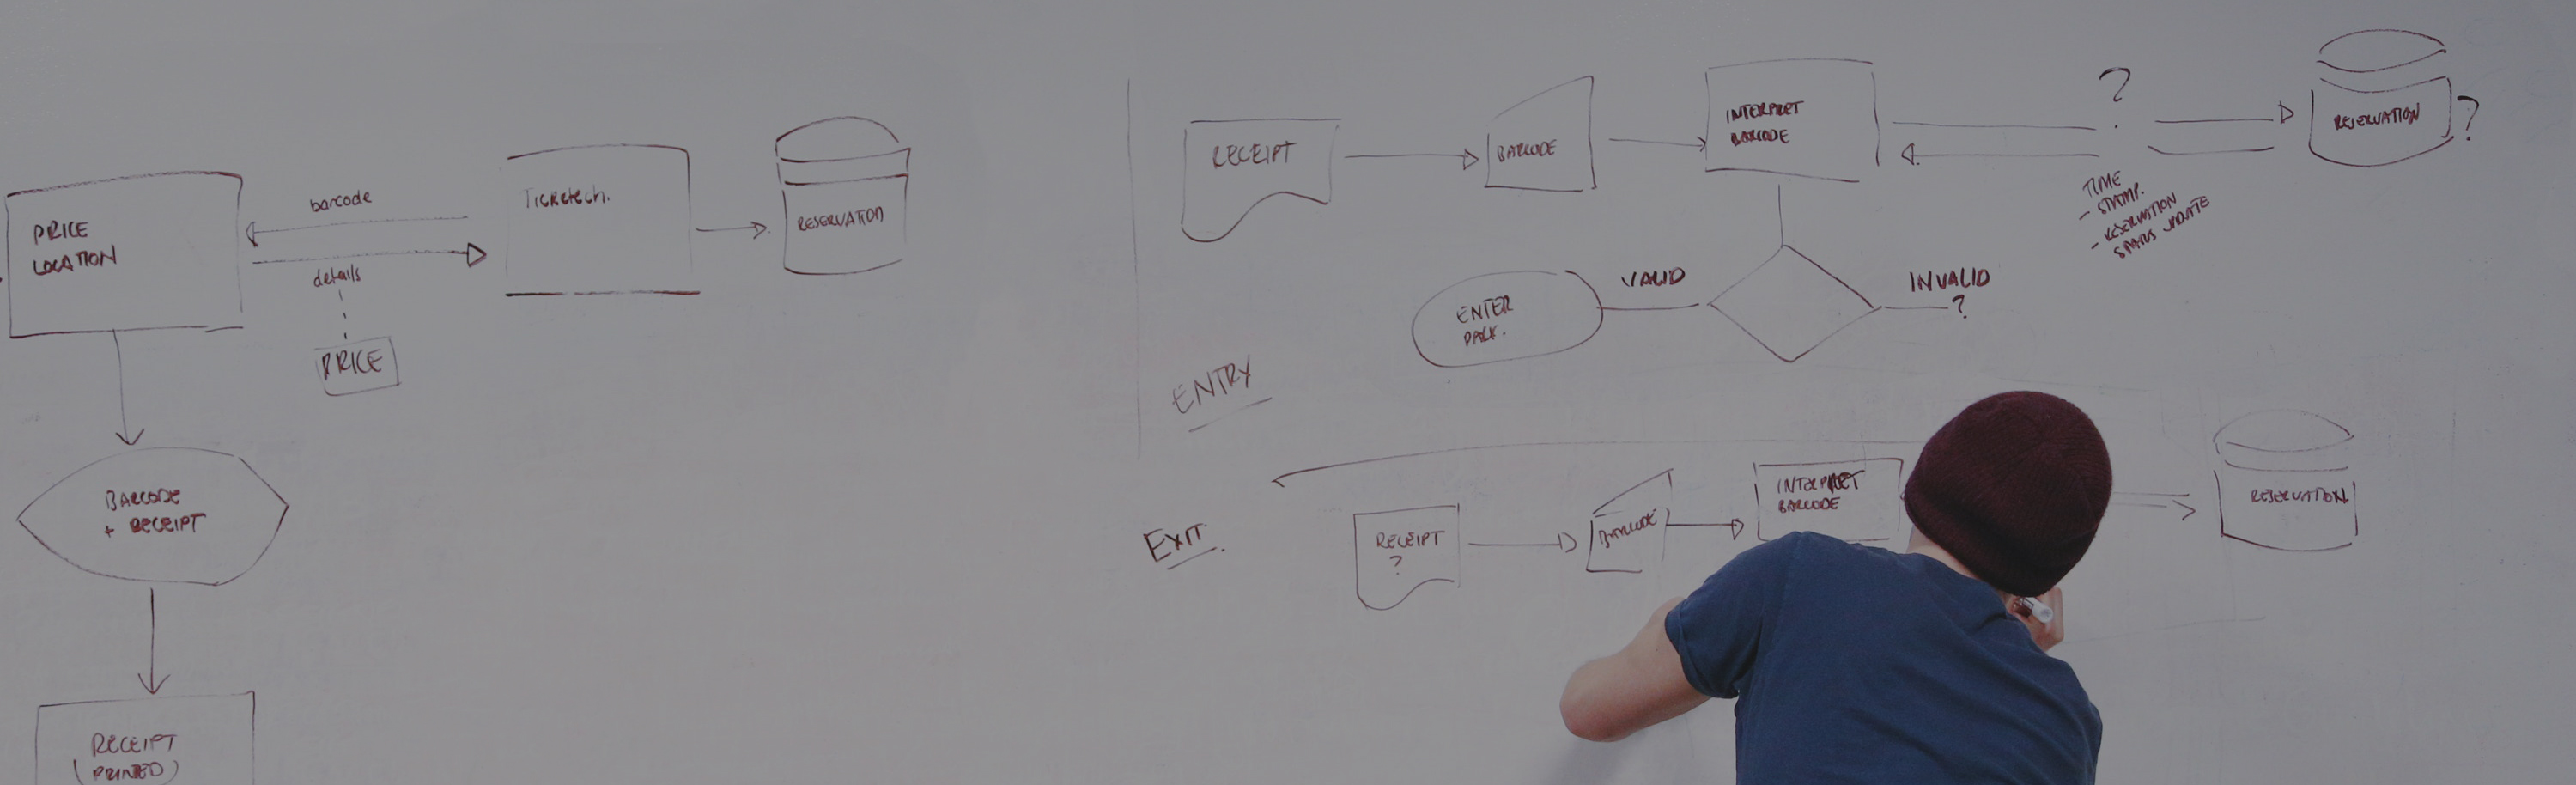 PRICE
LOCATION
barcode
details
PRICE
Ticketech.
RESERVATION
BARCODE
+ RECEIPT
RECEIPT
(PRINTED)
RECEIPT
BARCODE
INTERPRET
BARCODE
?
TIME
- STAMP.
- RESERVATION
STATUS UPDATE
RESERVATION
?
VALID
INVALID
?
ENTER
PARK.
ENTRY
EXIT.
RECEIPT
?
BARCODE
INTERPRET
BARCODE
RESERVATION